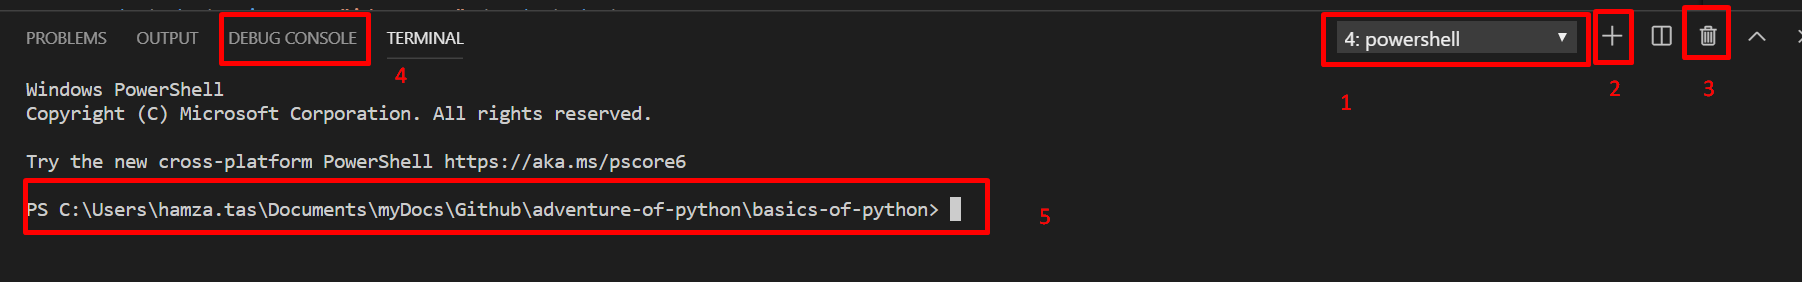 PROBLEMS OUTPUT DEBUG CONSOLE TERMINAL 4: powershell
4
1
2
3
Windows PowerShell
Copyright (C) Microsoft Corporation. All rights reserved.
Try the new cross-platform PowerShell https://aka.ms/pscore6
PS C:\Users\hamza.tas\Documents\myDocs\Github\adventure-of-python\basics-of-python>
5